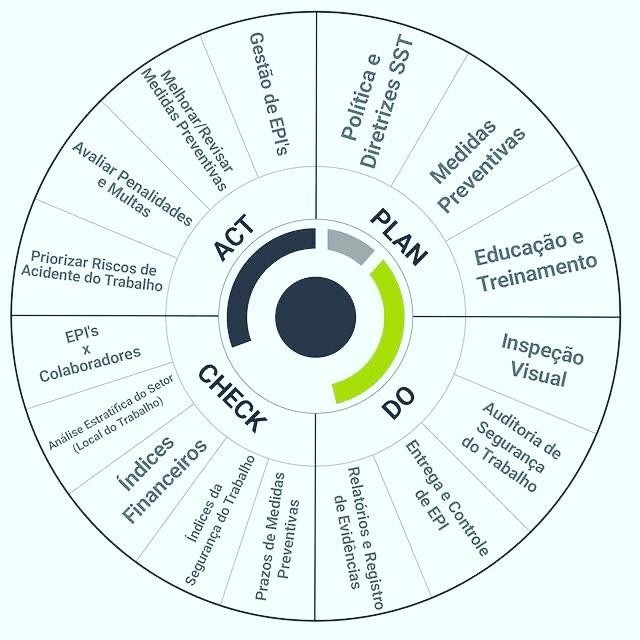 PLAN
Política e
Diretrizes SST
Medidas
Preventivas
Educação e
Treinamento
DO
Inspeção
Visual
Auditoria de
Segurança
do Trabalho
Entrega e Controle
de EPI
Relatórios e Registro
de Evidências
CHECK
Prazos de Medidas
Preventivas
Índices da
Segurança do Trabalho
Índices
Financeiros
Análise Estratifica do Setor
(Local do Trabalho)
EPI's
x
Colaboradores
ACT
Priorizar Riscos de
Acidente do Trabalho
Avaliar Penalidades
e Multas
Melhorar/Revisar
Medidas Preventivas
Gestão de EPI's